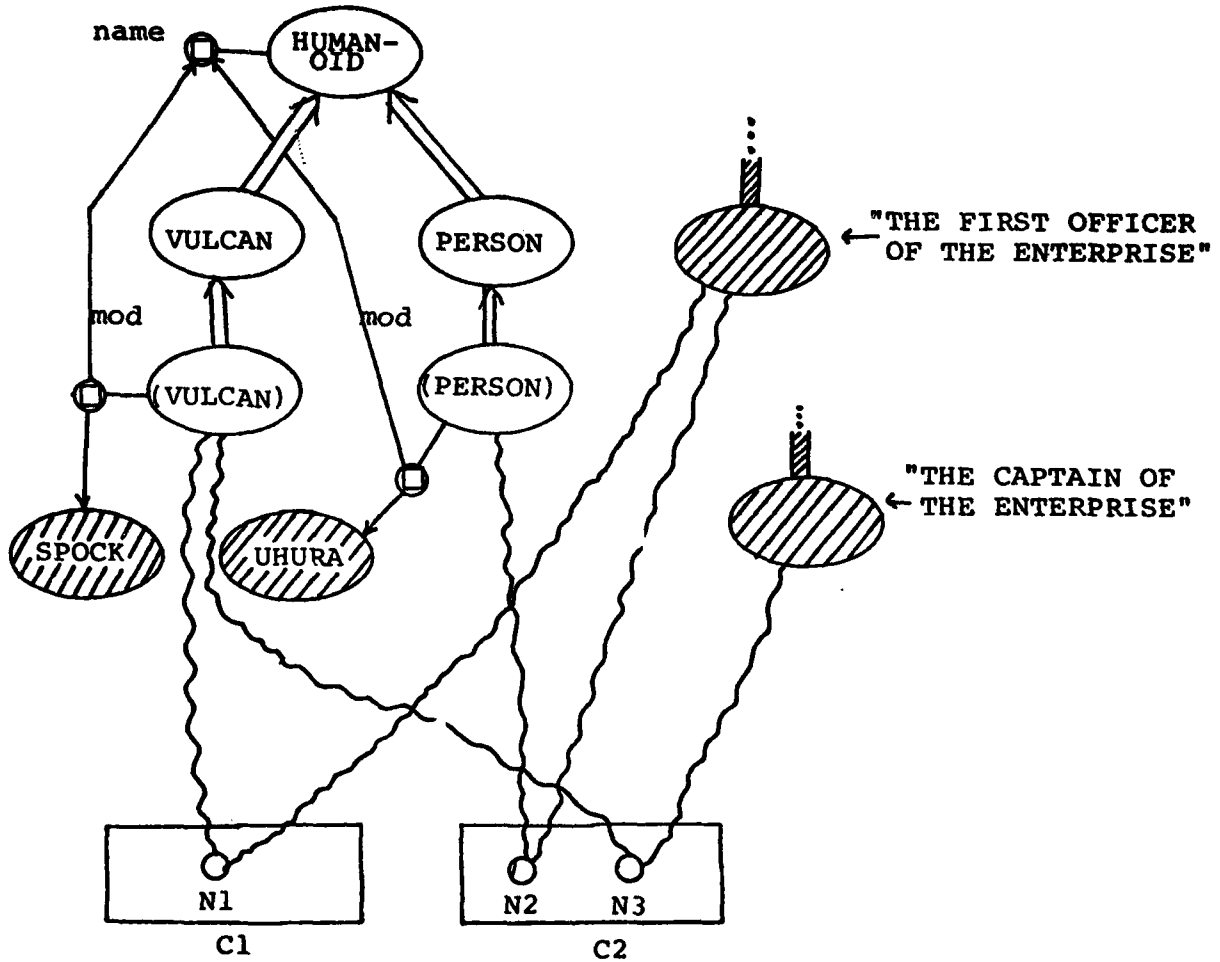 name
HUMAN-
OID
VULCAN
PERSON
"THE FIRST OFFICER
OF THE ENTERPRISE"
mod
mod
(VULCAN)
(PERSON)
"THE CAPTAIN OF
THE ENTERPRISE"
SPOCK
UHURA
N1
N2
N3
C1
C2